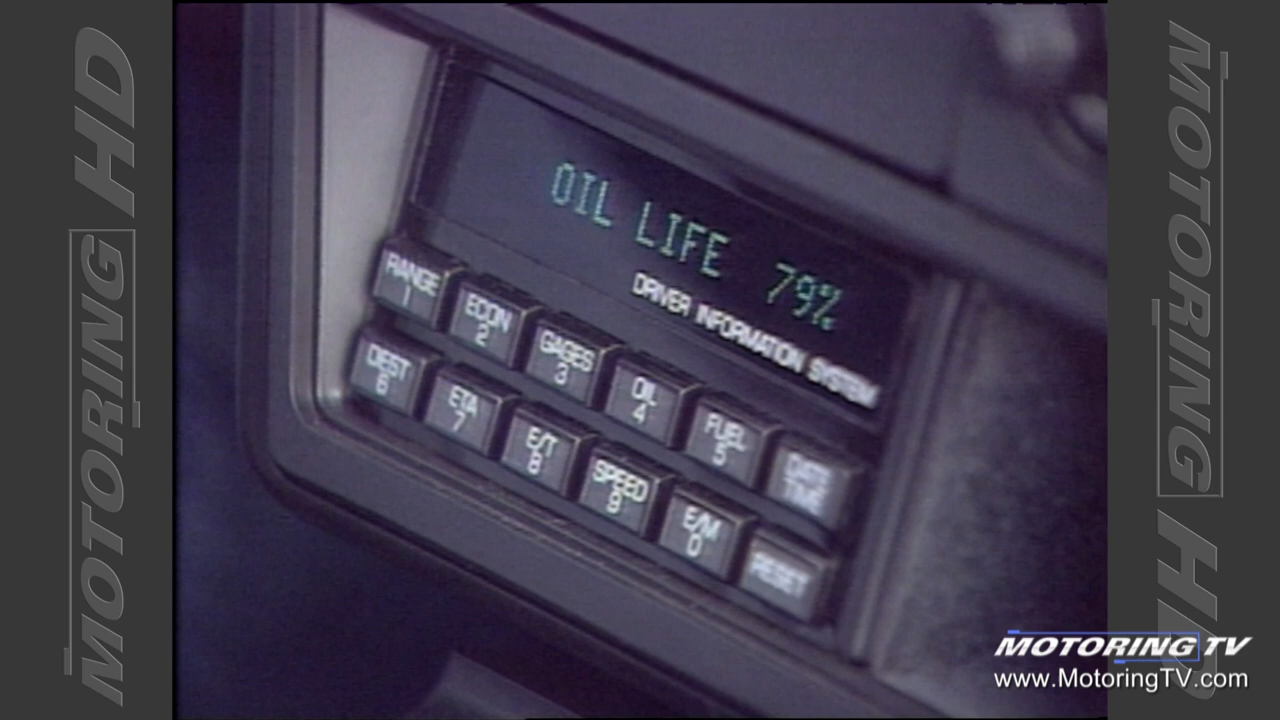 MOTORING HD
OIL LIFE 79%
DRIVER INFORMATION SYSTEM
RANGE 1
ECON 2
GAGES 3
OIL 4
FUEL 5
DATE TIME
DEST 6
ETA 7
E/T 8
SPEED 9
E/M 0
RESET
MOTORING HD
MOTORING TV
www.MotoringTV.com